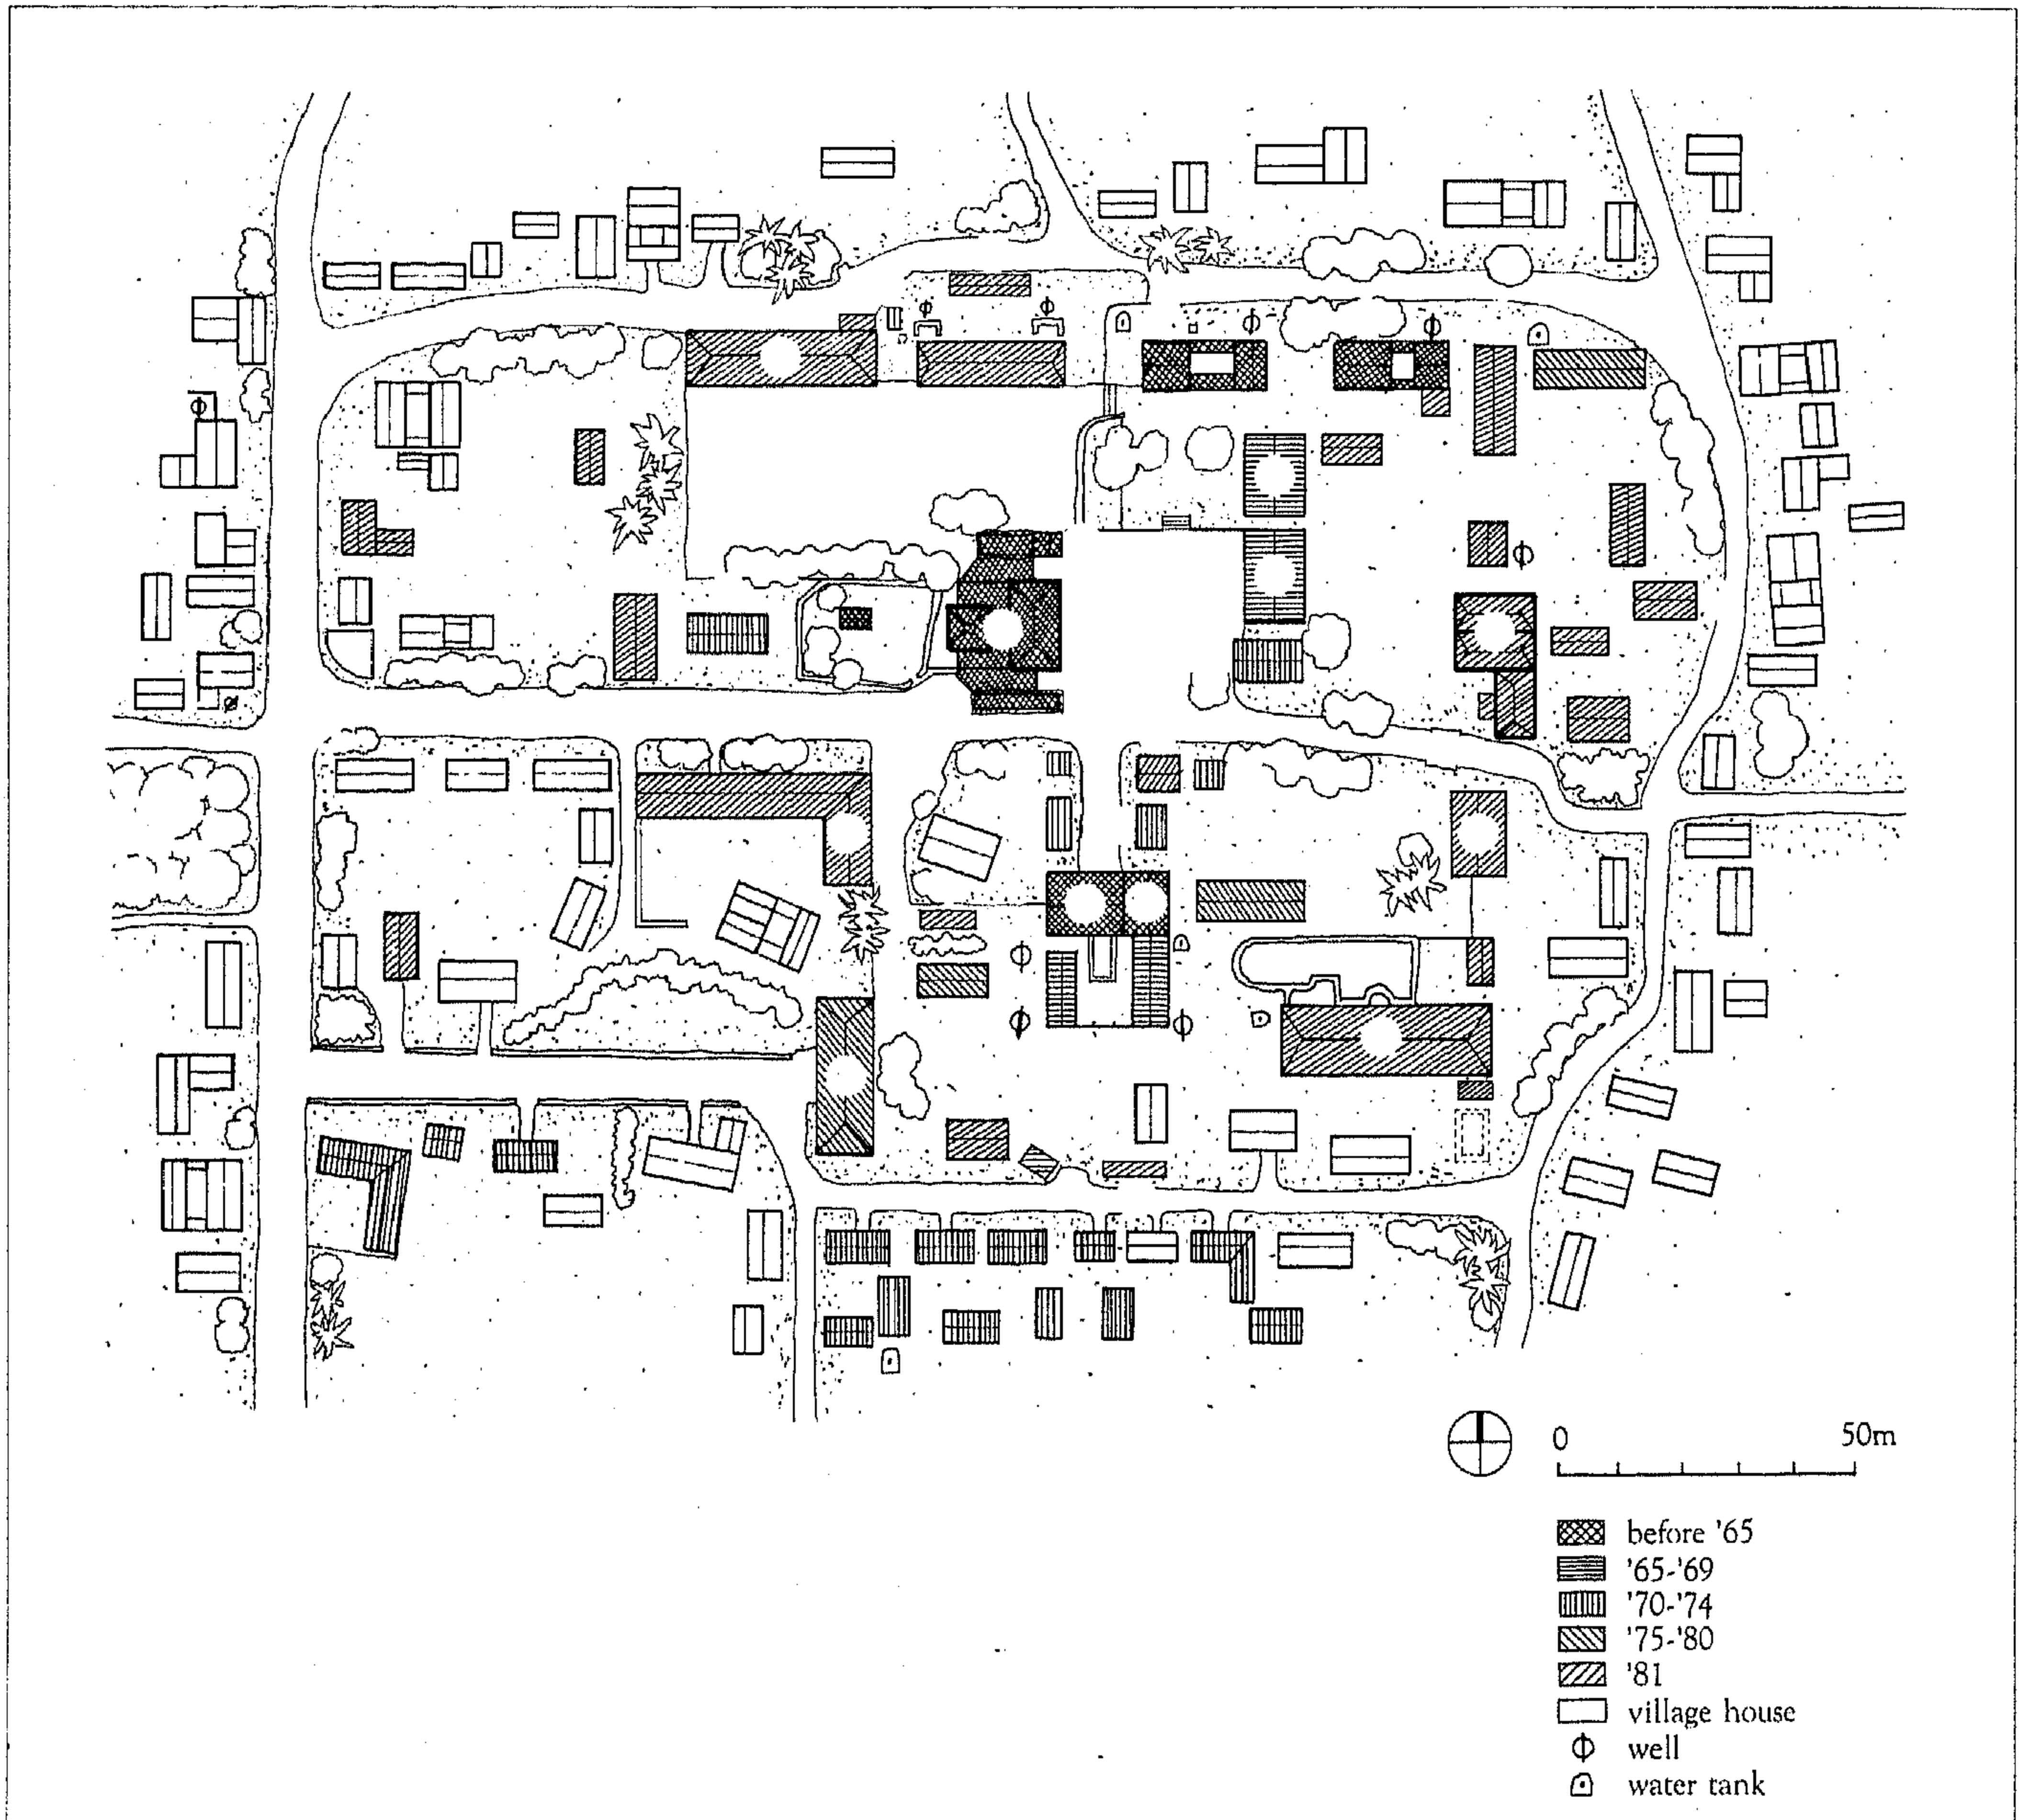 0 50m
before '65
'65-'69
'70-'74
'75-'80
'81
village house
well
water tank